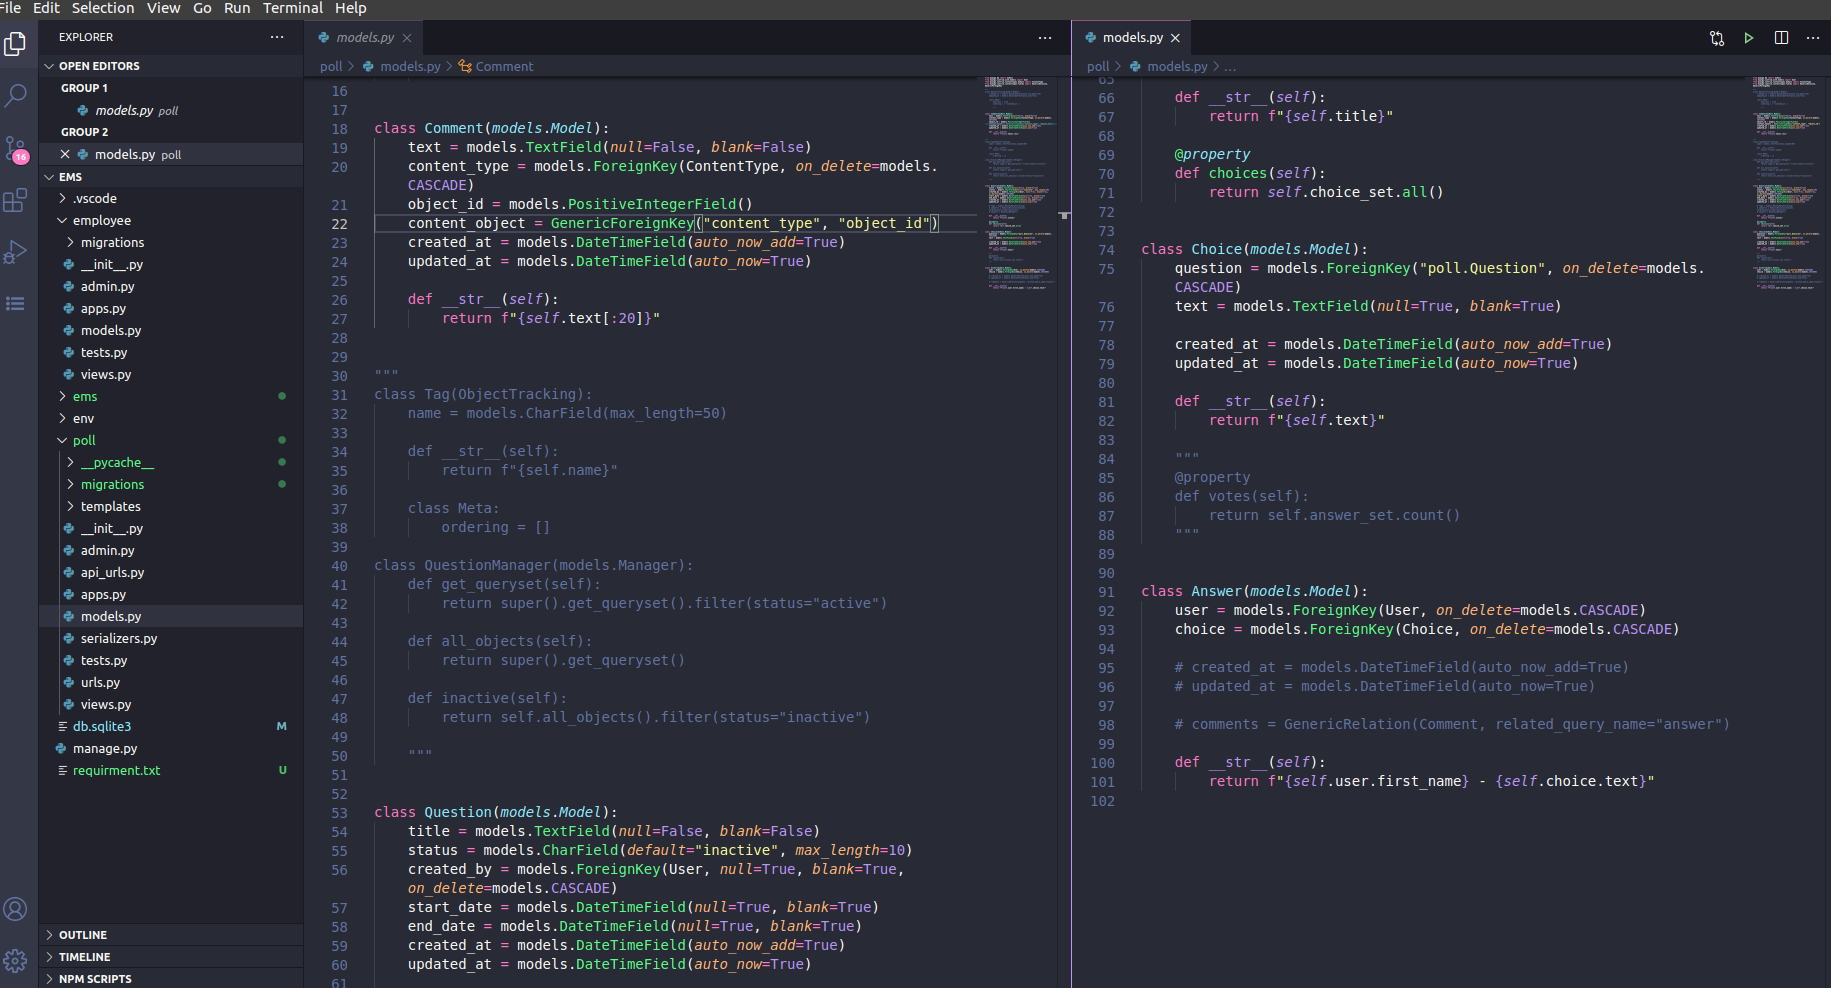 File Edit Selection View Go Run Terminal Help
EXPLORER
OPEN EDITORS
GROUP 1
models.py poll
GROUP 2
models.py poll
EMS
.vscode
employee
migrations
__init__.py
admin.py
apps.py
models.py
tests.py
views.py
ems
env
poll
__pycache__
migrations
templates
__init__.py
admin.py
api_urls.py
apps.py
models.py
serializers.py
tests.py
urls.py
views.py
db.sqlite3 M
manage.py
requirment.txt U
OUTLINE
TIMELINE
NPM SCRIPTS
16
models.py
poll > models.py > Comment
16
17
18 class Comment(models.Model):
19 text = models.TextField(null=False, blank=False)
20 content_type = models.ForeignKey(ContentType, on_delete=models.
CASCADE)
21 object_id = models.PositiveIntegerField()
22 content_object = GenericForeignKey("content_type", "object_id")
23 created_at = models.DateTimeField(auto_now_add=True)
24 updated_at = models.DateTimeField(auto_now=True)
25
26 def __str__(self):
27 return f"{self.text[:20]}"
28
29
30 """
31 class Tag(ObjectTracking):
32 name = models.CharField(max_length=50)
33
34 def __str__(self):
35 return f"{self.name}"
36
37 class Meta:
38 ordering = []
39
40 class QuestionManager(models.Manager):
41 def get_queryset(self):
42 return super().get_queryset().filter(status="active")
43
44 def all_objects(self):
45 return super().get_queryset()
46
47 def inactive(self):
48 return self.all_objects().filter(status="inactive")
49
50 """
51
52
53 class Question(models.Model):
54 title = models.TextField(null=False, blank=False)
55 status = models.CharField(default="inactive", max_length=10)
56 created_by = models.ForeignKey(User, null=True, blank=True,
on_delete=models.CASCADE)
57 start_date = models.DateTimeField(null=True, blank=True)
58 end_date = models.DateTimeField(null=True, blank=True)
59 created_at = models.DateTimeField(auto_now_add=True)
60 updated_at = models.DateTimeField(auto_now=True)
61
models.py
poll > models.py > ...
65
66 def __str__(self):
67 return f"{self.title}"
68
69 @property
70 def choices(self):
71 return self.choice_set.all()
72
73
74 class Choice(models.Model):
75 question = models.ForeignKey("poll.Question", on_delete=models.
CASCADE)
76 text = models.TextField(null=True, blank=True)
77
78 created_at = models.DateTimeField(auto_now_add=True)
79 updated_at = models.DateTimeField(auto_now=True)
80
81 def __str__(self):
82 return f"{self.text}"
83
84 """
85 @property
86 def votes(self):
87 return self.answer_set.count()
88 """
89
90
91 class Answer(models.Model):
92 user = models.ForeignKey(User, on_delete=models.CASCADE)
93 choice = models.ForeignKey(Choice, on_delete=models.CASCADE)
94
95 # created_at = models.DateTimeField(auto_now_add=True)
96 # updated_at = models.DateTimeField(auto_now=True)
97
98 # comments = GenericRelation(Comment, related_query_name="answer")
99
100 def __str__(self):
101 return f"{self.user.first_name} - {self.choice.text}"
102